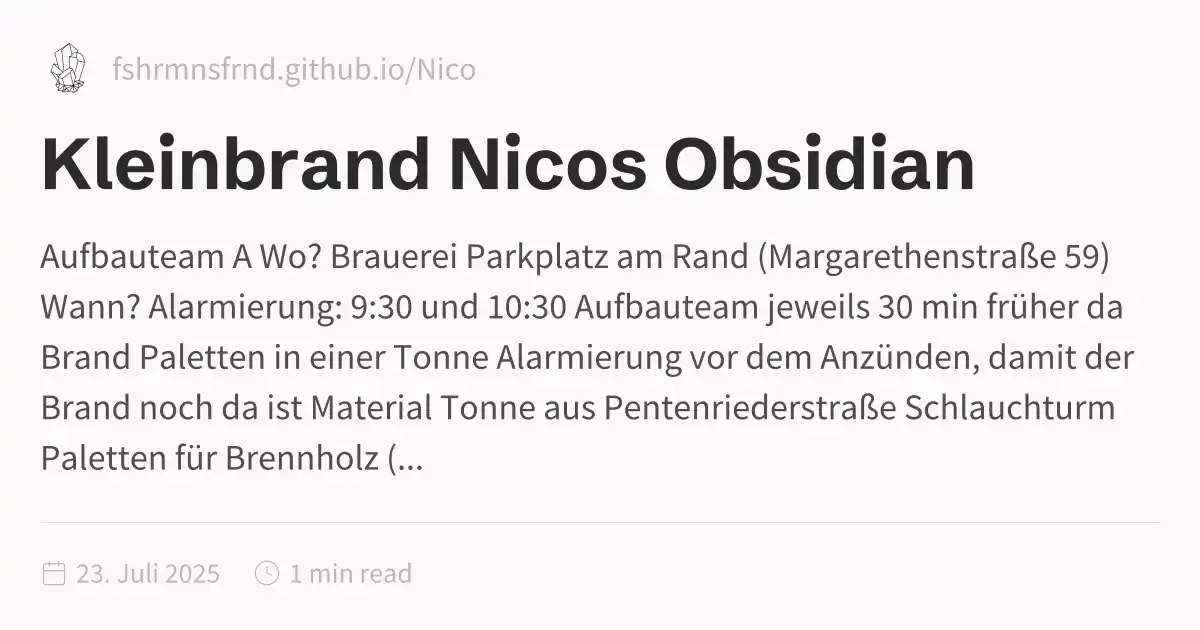 fshrmnsfrnd.github.io/Nico
Kleinbrand Nicos Obsidian
Aufbauteam A Wo? Brauerei Parkplatz am Rand (Margarethenstraße 59)
Wann? Alarmierung: 9:30 und 10:30 Aufbauteam jeweils 30 min früher da
Brand Paletten in einer Tonne Alarmierung vor dem Anzünden, damit der
Brand noch da ist Material Tonne aus Pentenriederstraße Schlauchturm
Paletten für Brennholz (...
23. Juli 2025 1 min read